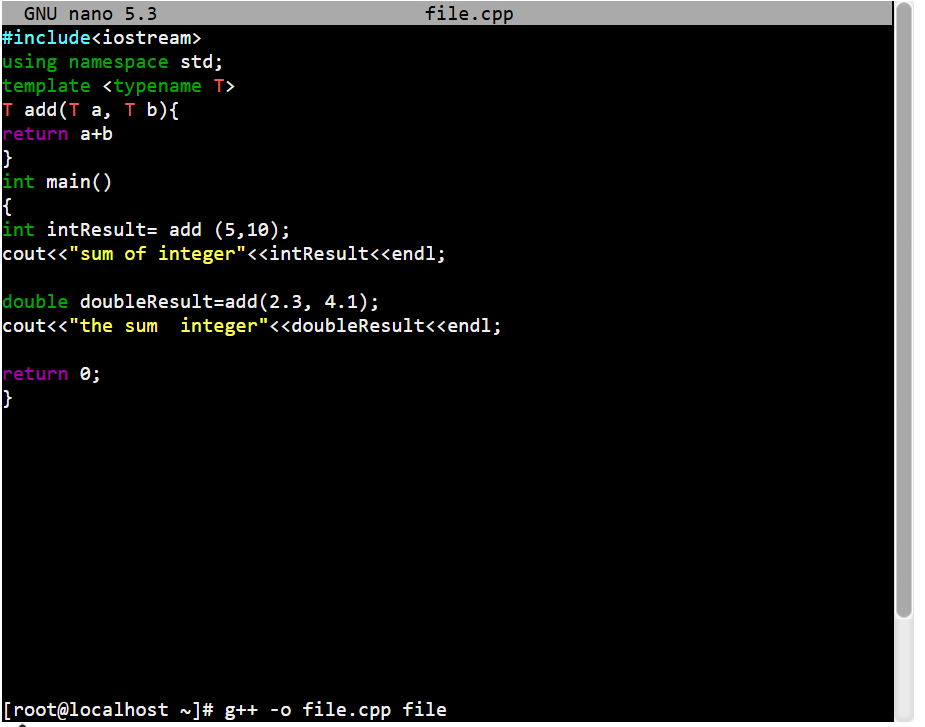 GNU nano 5.3 file.cpp
#include<iostream>
using namespace std;
template <typename T>
T add(T a, T b){
return a+b
}
int main()
{
int intResult= add (5,10);
cout<<"sum of integer"<<intResult<<endl;
double doubleResult=add(2.3, 4.1);
cout<<"the sum  integer"<<doubleResult<<endl;
return 0;
}
[root@localhost ~]# g++ -o file.cpp file